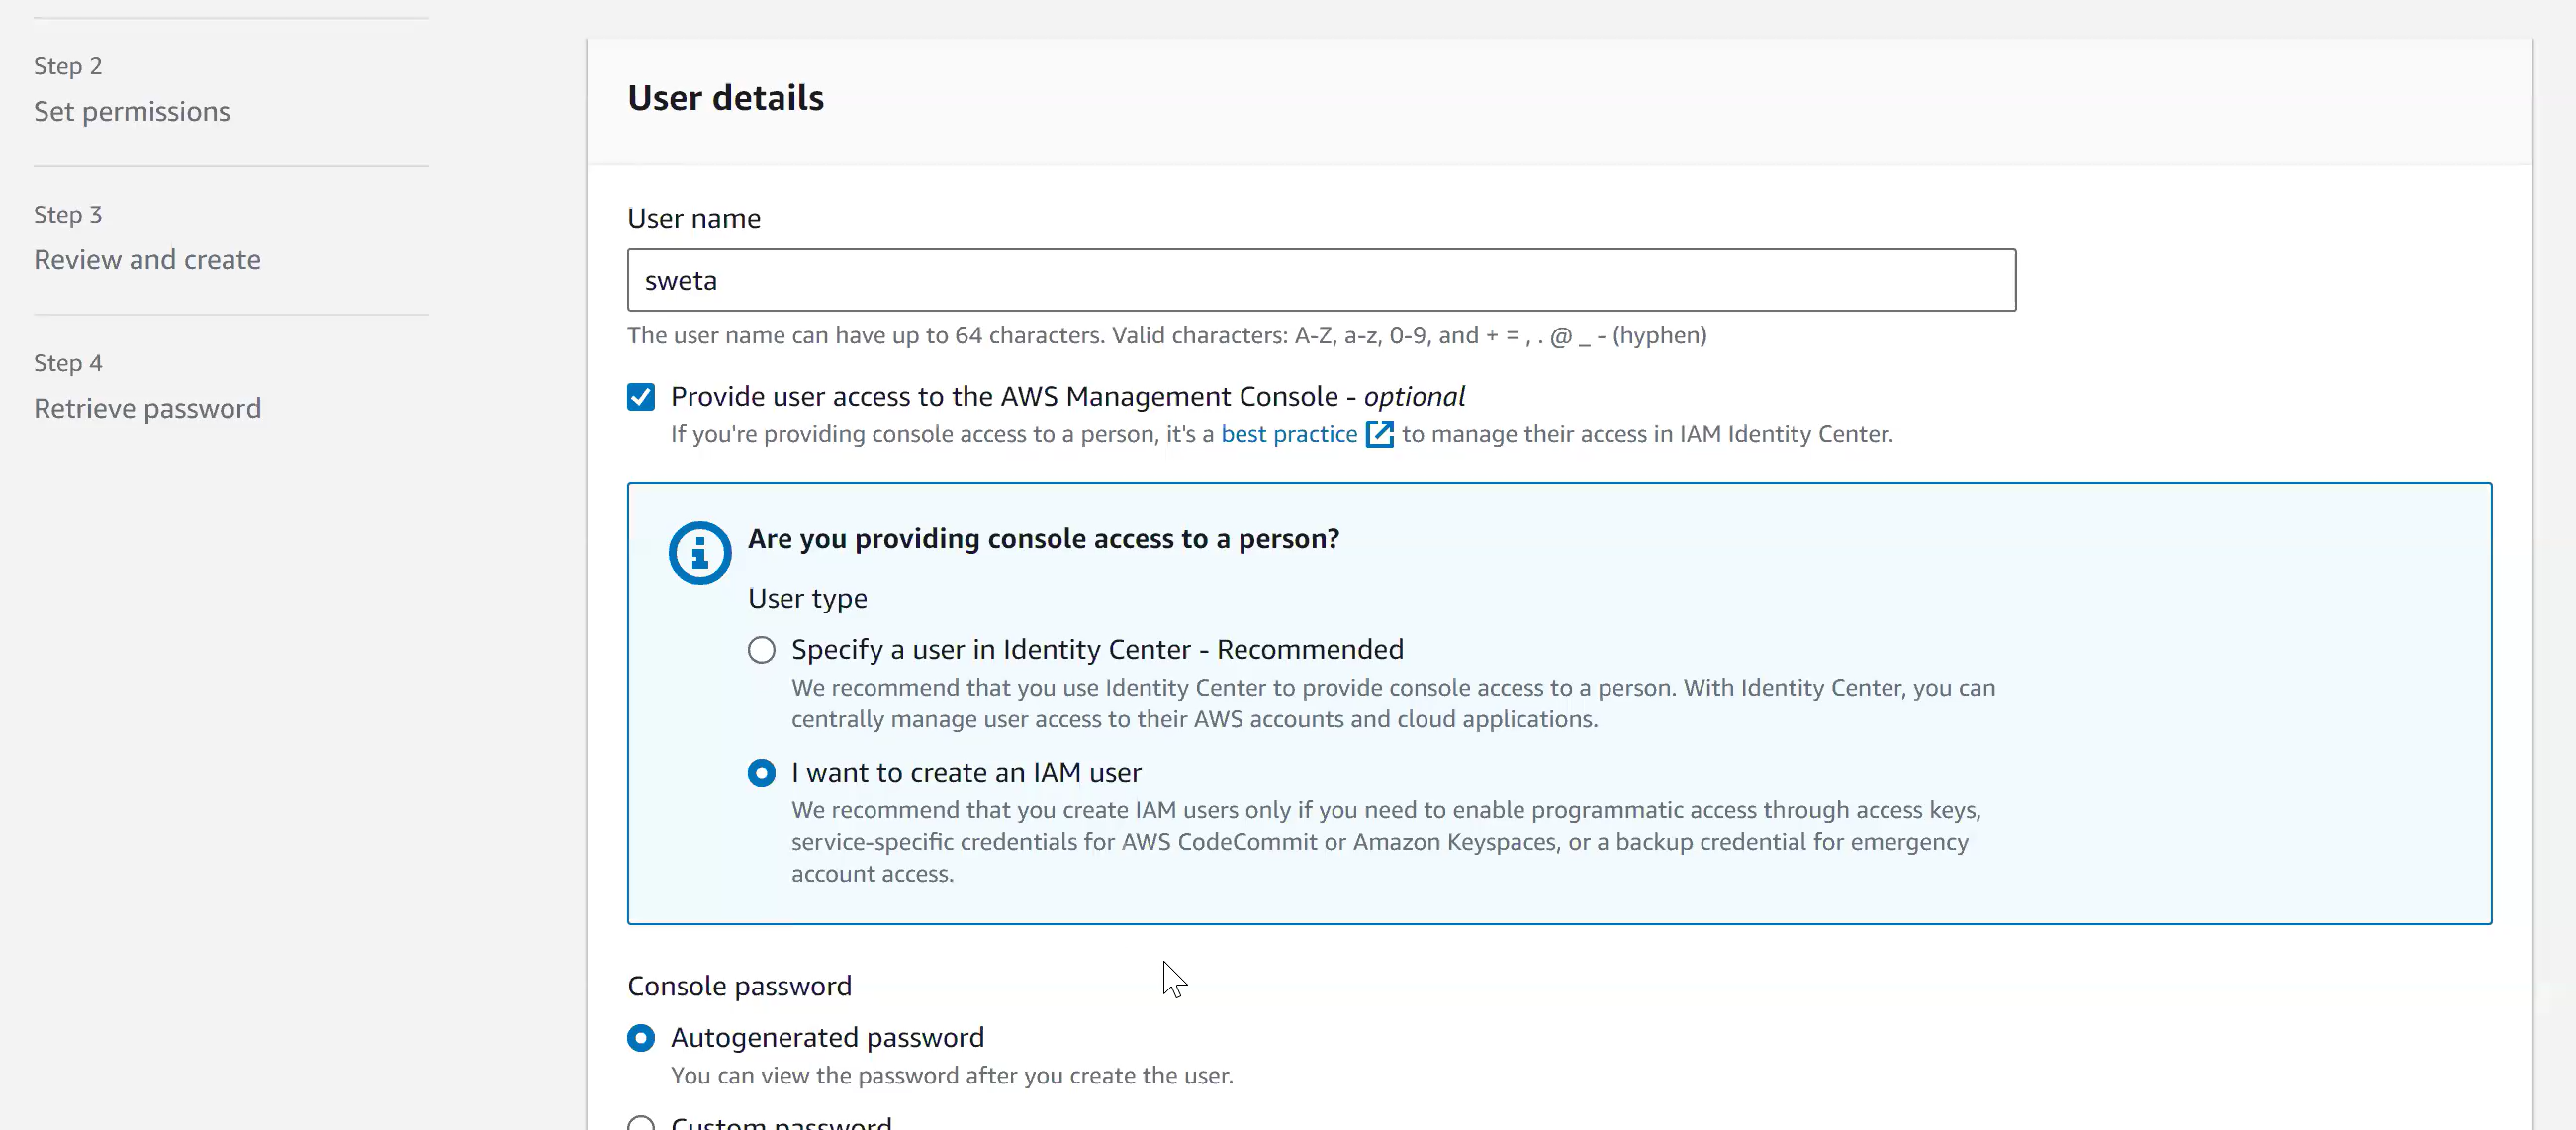 Step 2
Set permissions
Step 3
Review and create
Step 4
Retrieve password
User details
User name
sweta
The user name can have up to 64 characters. Valid characters: A-Z, a-z, 0-9, and + = , . @ _ - (hyphen)
Provide user access to the AWS Management Console - optional
If you're providing console access to a person, it's a best practice to manage their access in IAM Identity Center.
Are you providing console access to a person?
User type
Specify a user in Identity Center - Recommended
We recommend that you use Identity Center to provide console access to a person. With Identity Center, you can
centrally manage user access to their AWS accounts and cloud applications.
I want to create an IAM user
We recommend that you create IAM users only if you need to enable programmatic access through access keys,
service-specific credentials for AWS CodeCommit or Amazon Keyspaces, or a backup credential for emergency
account access.
Console password
Autogenerated password
You can view the password after you create the user.
Custom password